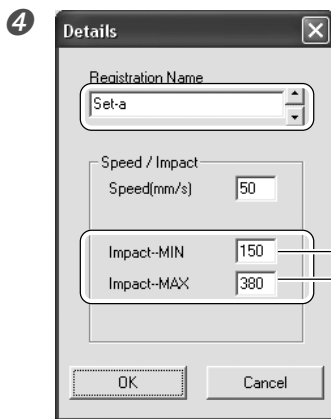 4
Details
Registration Name
Set-a
Speed / Impact
Speed(mm/s) 50
Impact--MIN 150
Impact--MAX 380
OK Cancel